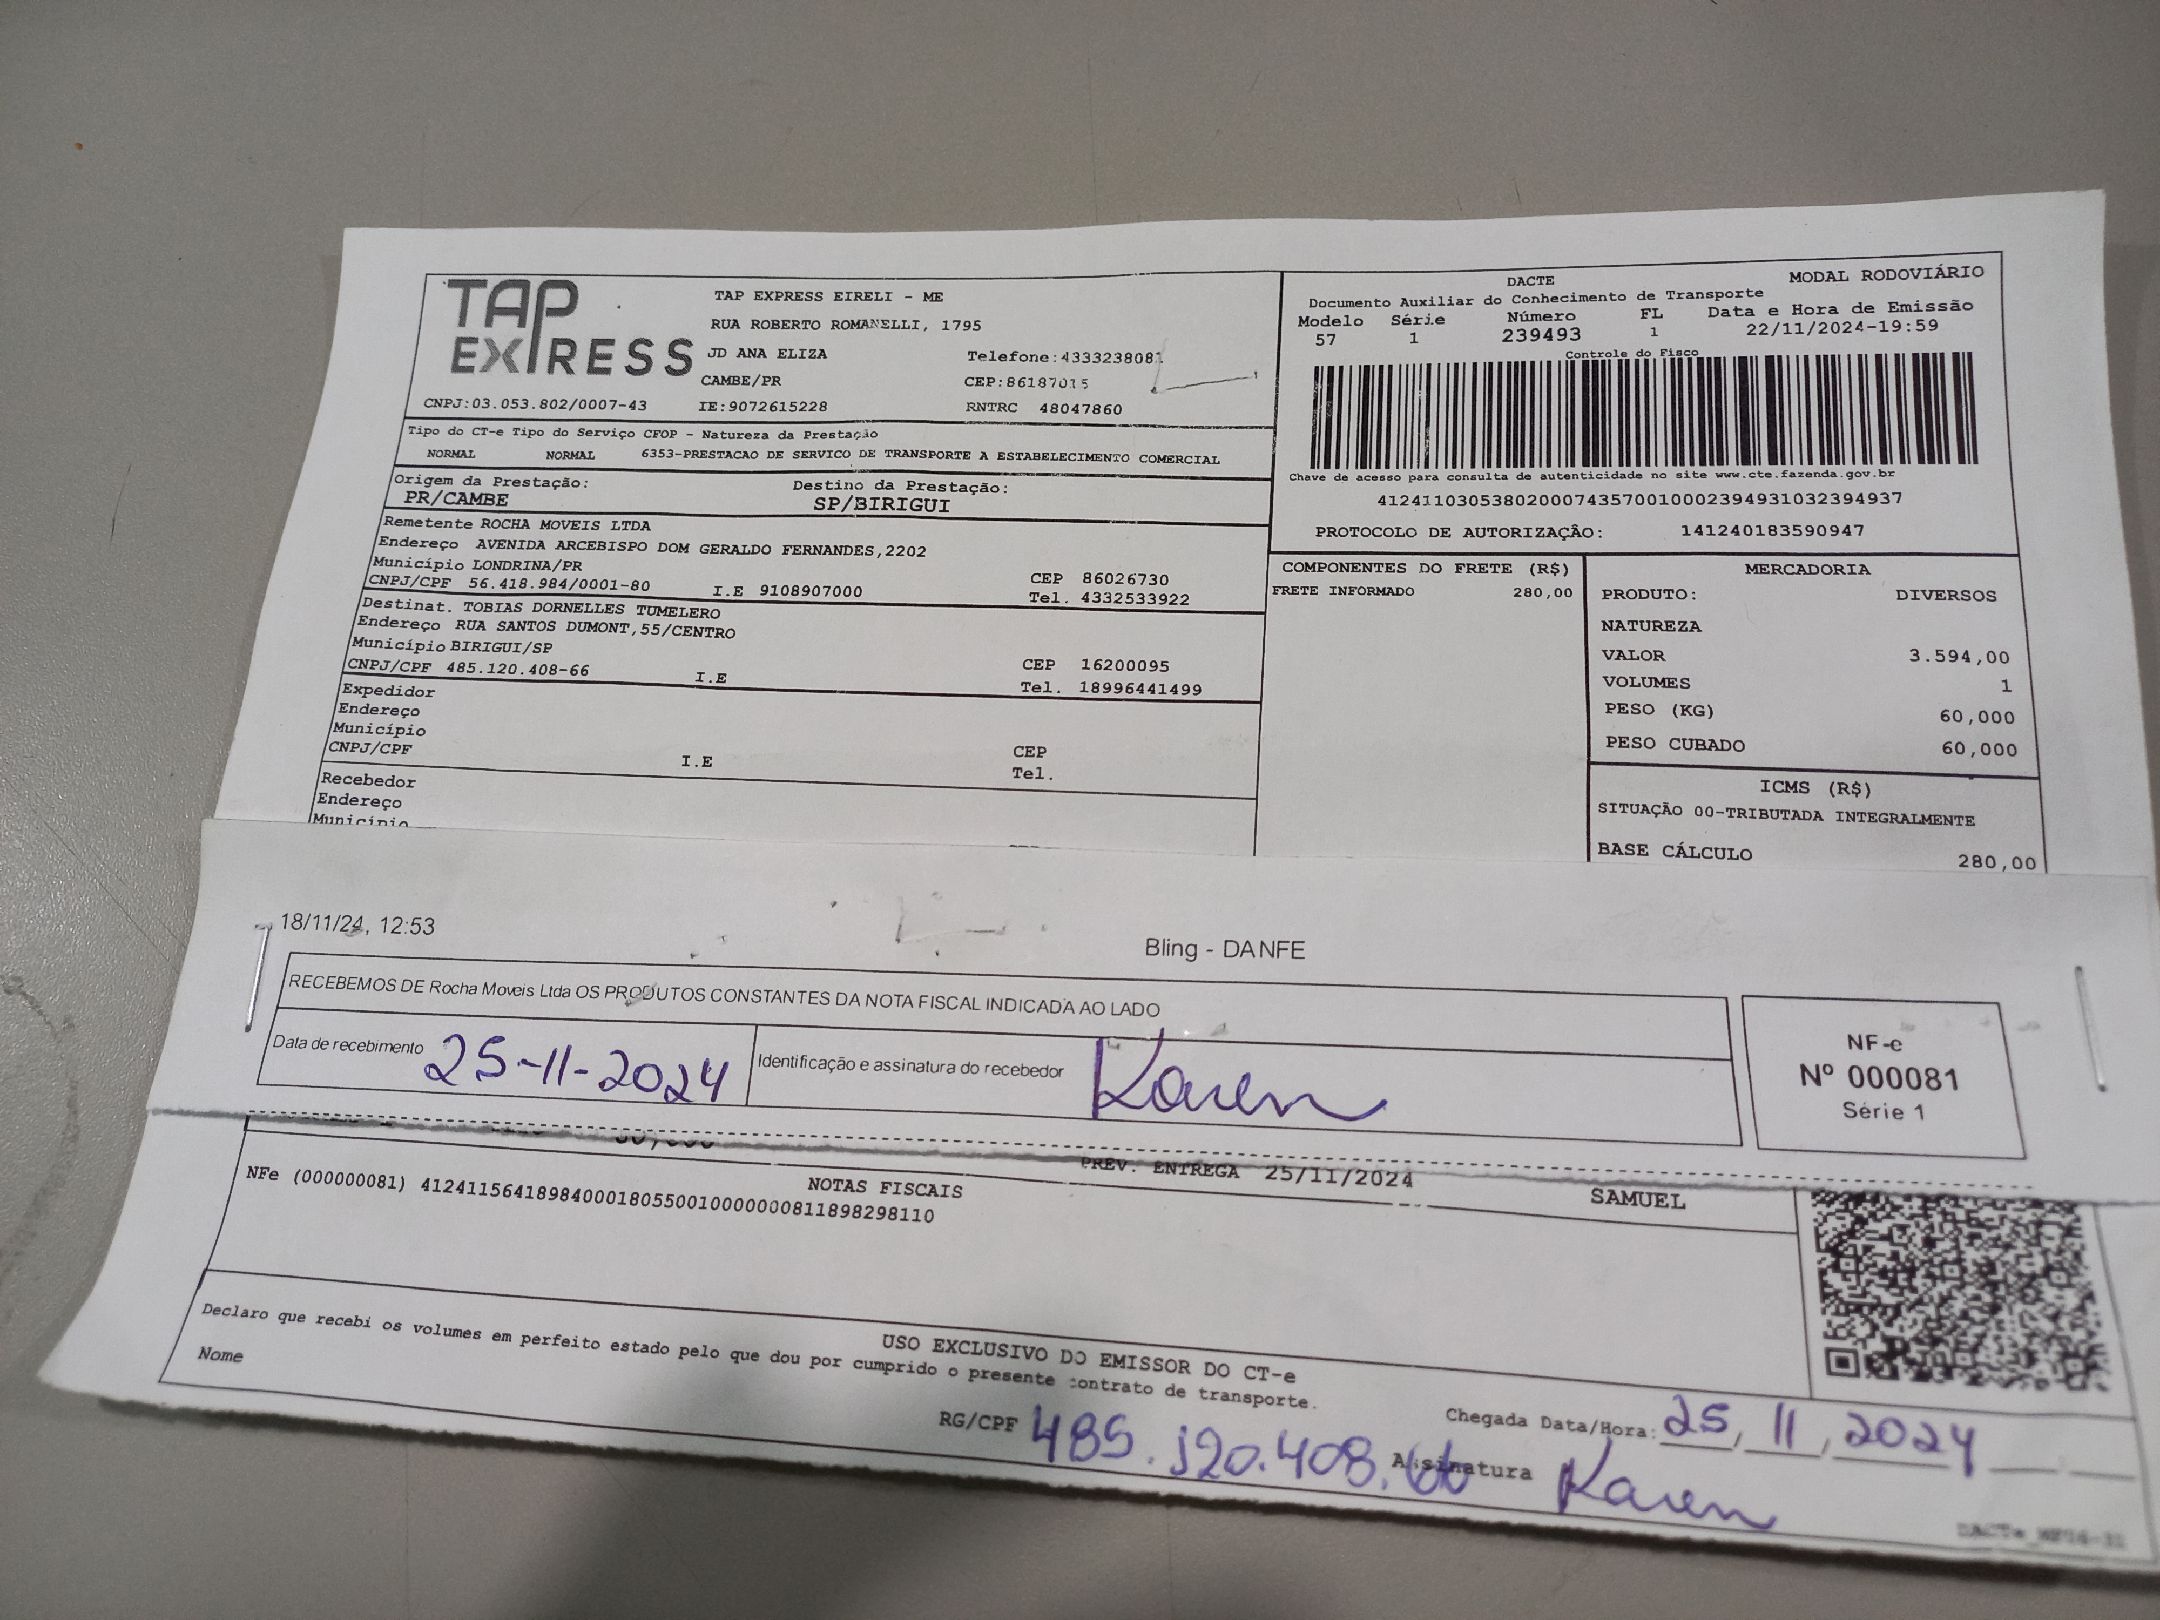 TAP EXPRESS
TAP EXPRESS EIRELI - ME
RUA ROBERTO ROMANELLI, 1795
JD ANA ELIZA Telefone:4333238081
CAMBE/PR CEP:86187015
CNPJ:03.053.802/0007-43 IE:9072615228 RNTRC 48047860
DACTE MODAL RODOVIÁRIO
Documento Auxiliar do Conhecimento de Transporte
Modelo Série Número FL Data e Hora de Emissão
57 1 239493 1 22/11/2024-19:59
Controle do Fisco
Chave de acesso para consulta de autenticidade no site www.cte.fazenda.gov.br
41241103053802000743570010002394931032394937
PROTOCOLO DE AUTORIZAÇÃO: 141240183590947
Tipo do CT-e Tipo do Serviço CFOP - Natureza da Prestação
NORMAL NORMAL 6353-PRESTACAO DE SERVICO DE TRANSPORTE A ESTABELECIMENTO COMERCIAL
Origem da Prestação: Destino da Prestação:
PR/CAMBE SP/BIRIGUI
Remetente ROCHA MOVEIS LTDA
Endereço AVENIDA ARCEBISPO DOM GERALDO FERNANDES,2202
Município LONDRINA/PR CEP 86026730
CNPJ/CPF 56.418.984/0001-80 I.E 9108907000 Tel. 4332533922
Destinat. TOBIAS DORNELLES TUMELERO
Endereço RUA SANTOS DUMONT,55/CENTRO
Município BIRIGUI/SP CEP 16200095
CNPJ/CPF 485.120.408-66 I.E Tel. 18996441499
Expedidor
Endereço
Município CEP
CNPJ/CPF I.E Tel.
Recebedor
Endereço
Município
COMPONENTES DO FRETE (R$)
FRETE INFORMADO 280,00
MERCADORIA
PRODUTO: DIVERSOS
NATUREZA
VALOR 3.594,00
VOLUMES 1
PESO (KG) 60,000
PESO CUBADO 60,000
ICMS (R$)
SITUAÇÃO 00-TRIBUTADA INTEGRALMENTE
BASE CÁLCULO 280,00
18/11/24, 12:53 Bling - DANFE
RECEBEMOS DE Rocha Moveis Ltda OS PRODUTOS CONSTANTES DA NOTA FISCAL INDICADA AO LADO
Data de recebimento 25-11-2024 Identificação e assinatura do recebedor Karen
NF-e
Nº 000081
Série 1
PREV. ENTREGA 25/11/2024
NOTAS FISCAIS SAMUEL
NFe (000000081) 41241156418984000180550010000000811898298110
USO EXCLUSIVO DO EMISSOR DO CT-e
Declaro que recebi os volumes em perfeito estado pelo que dou por cumprido o presente contrato de transporte.
Nome
Chegada Data/Hora: 25, 11, 2024
RG/CPF 485.120.408.66 Assinatura Karen